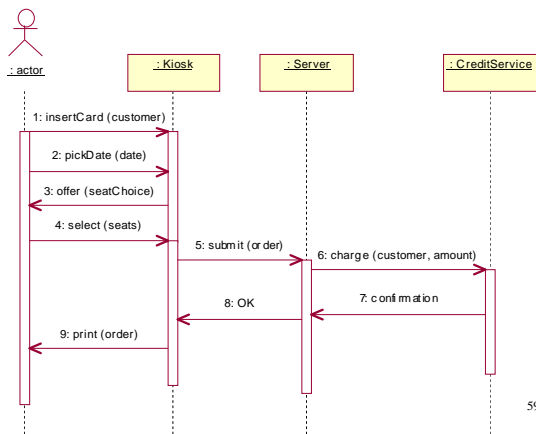 : actor
: Kiosk
: Server
: CreditService
1: insertCard (customer)
2: pickDate (date)
3: offer (seatChoice)
4: select (seats)
5: submit (order)
6: charge (customer, amount)
7: confirmation
8: OK
9: print (order)
59